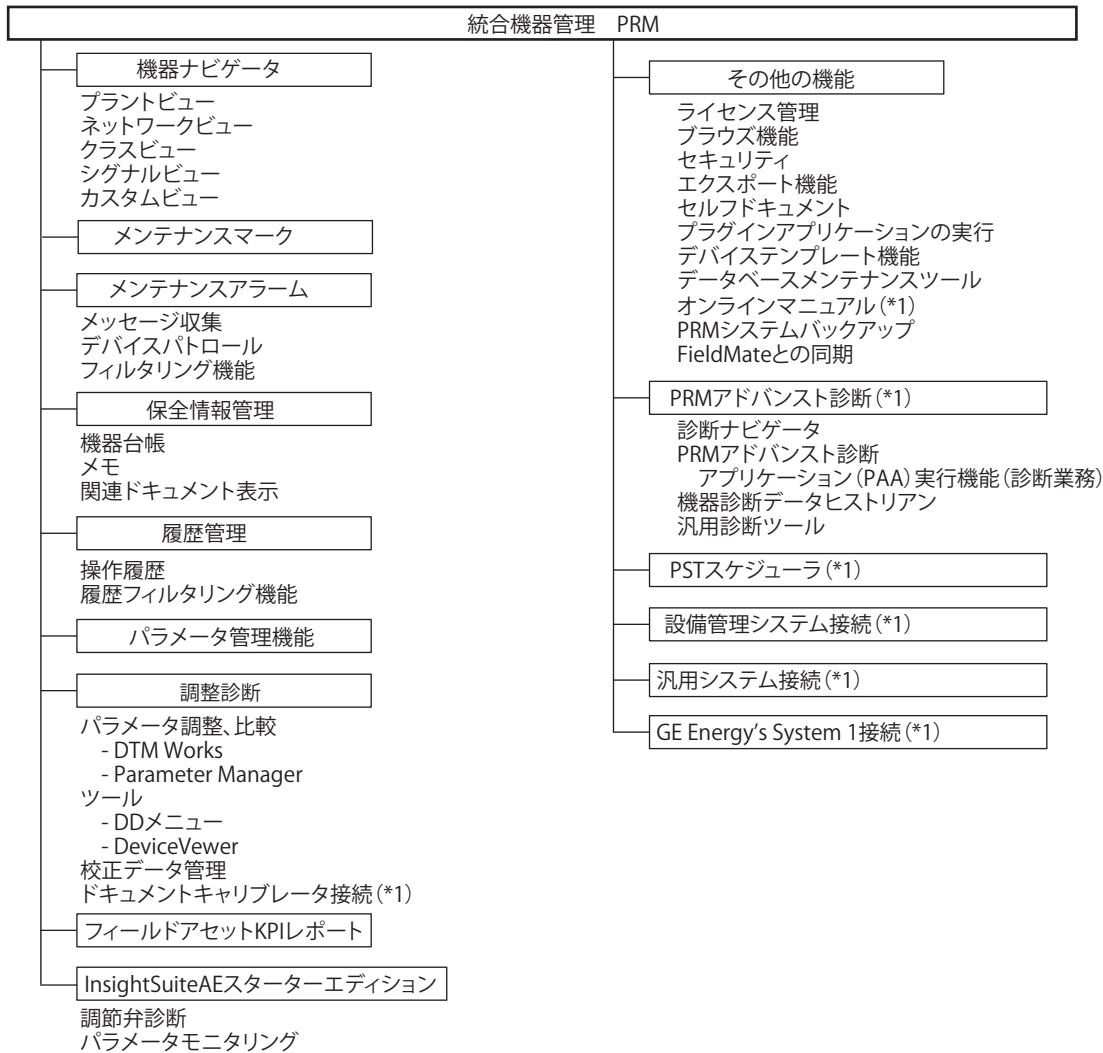 統合機器管理　PRM
機器ナビゲータ
プラントビュー
ネットワークビュー
クラスビュー
シグナルビュー
カスタムビュー
メンテナンスマーク
メンテナンスアラーム
メッセージ収集
デバイスパトロール
フィルタリング機能
保全情報管理
機器台帳
メモ
関連ドキュメント表示
履歴管理
操作履歴
履歴フィルタリング機能
パラメータ管理機能
調整診断
パラメータ調整、比較
- DTM Works
- Parameter Manager
ツール
- DDメニュー
- DeviceVewer
校正データ管理
ドキュメントキャリブレータ接続(*1)
フィールドアセットKPIレポート
InsightSuiteAEスターターエディション
調節弁診断
パラメータモニタリング
その他の機能
ライセンス管理
ブラウズ機能
セキュリティ
エクスポート機能
セルフドキュメント
プラグインアプリケーションの実行
デバイステンプレート機能
データベースメンテナンスツール
オンラインマニュアル(*1)
PRMシステムバックアップ
FieldMateとの同期
PRMアドバンスト診断(*1)
診断ナビゲータ
PRMアドバンスト診断
アプリケーション(PAA)実行機能(診断業務)
機器診断データヒストリアン
汎用診断ツール
PSTスケジューラ(*1)
設備管理システム接続(*1)
汎用システム接続(*1)
GE Energy's System 1接続(*1)